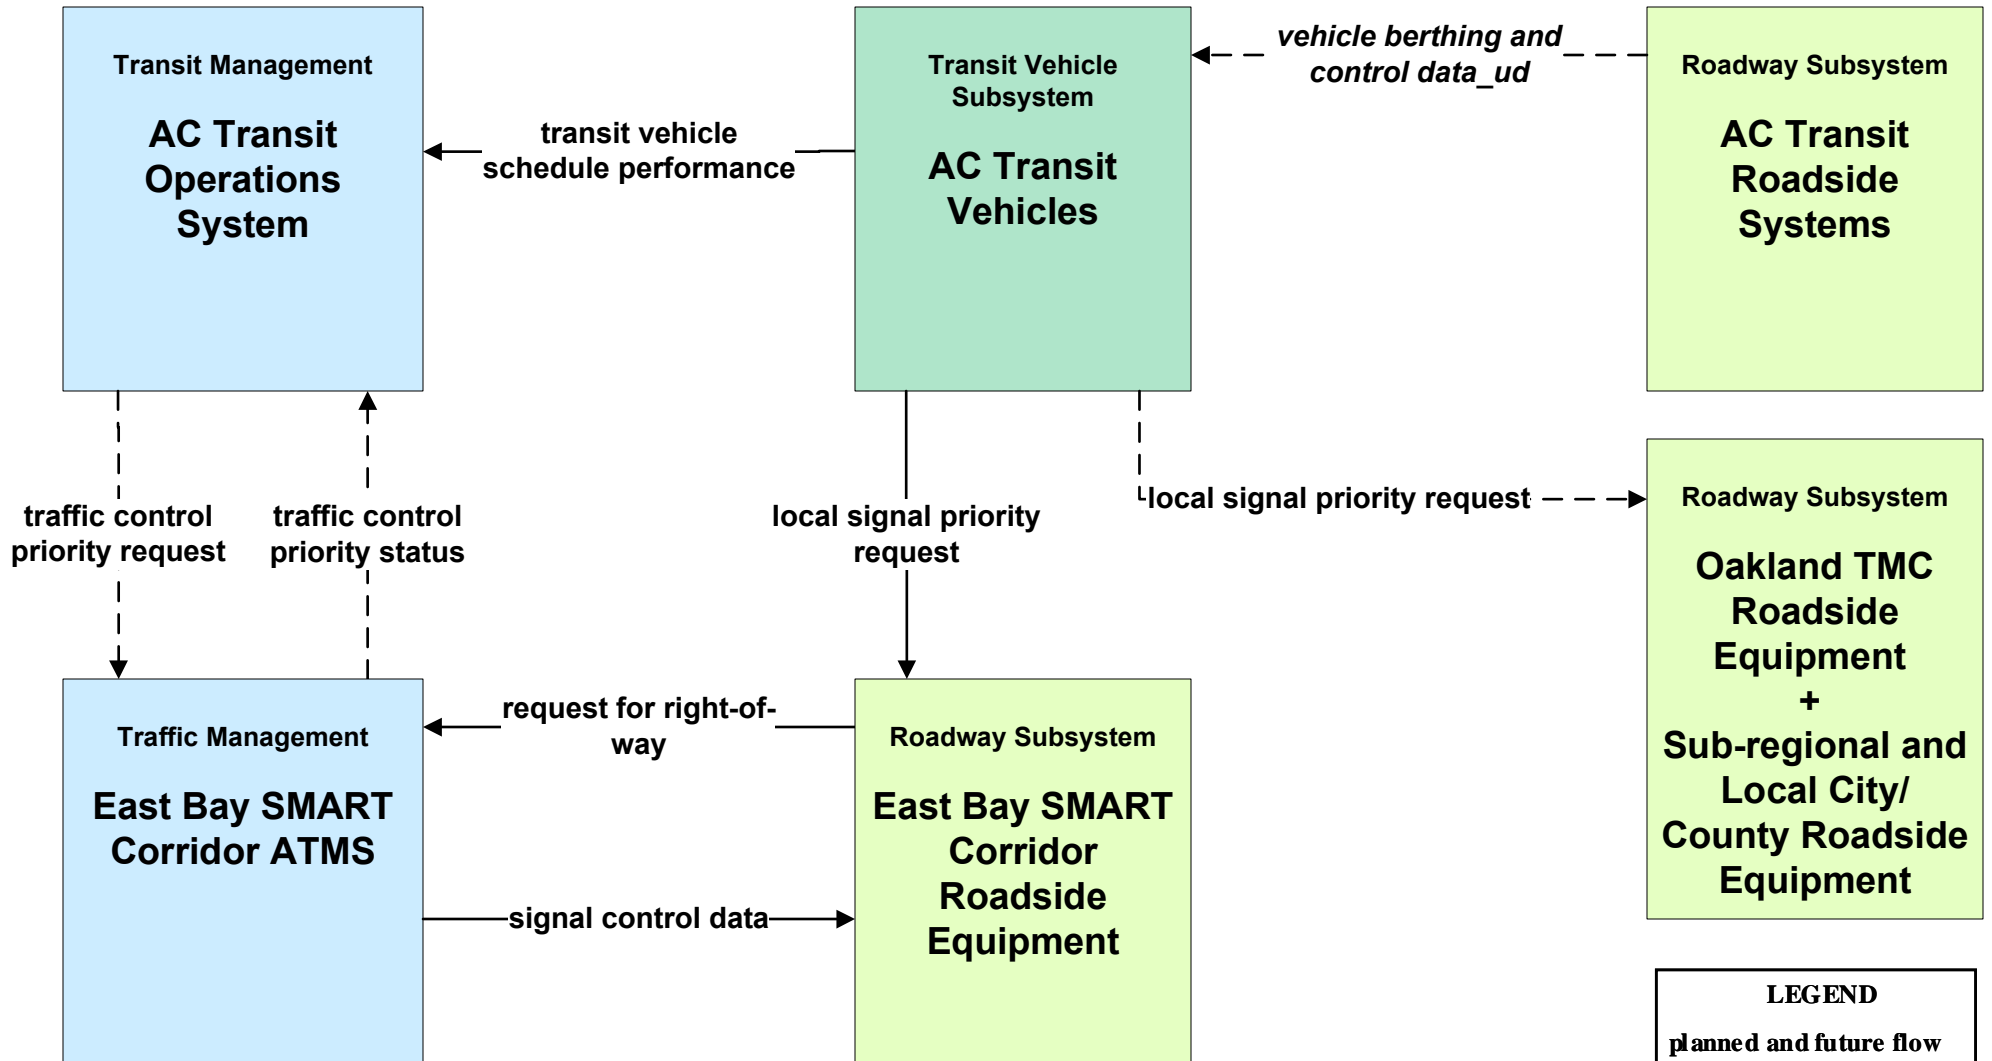 Transit Management
AC Transit
Operations
System
transit vehicle
schedule performance
Transit Vehicle
Subsystem
AC Transit
Vehicles
vehicle berthing and
control data_ud
Roadway Subsystem
AC Transit
Roadside
Systems
traffic control
priority request
traffic control
priority status
local signal priority
request
local signal priority request
Roadway Subsystem
Oakland TMC
Roadside
Equipment
+
Sub-regional and
Local City/
County Roadside
Equipment
Traffic Management
East Bay SMART
Corridor ATMS
request for right-of-
way
signal control data
Roadway Subsystem
East Bay SMART
Corridor
Roadside
Equipment
LEGEND
planned and future flow